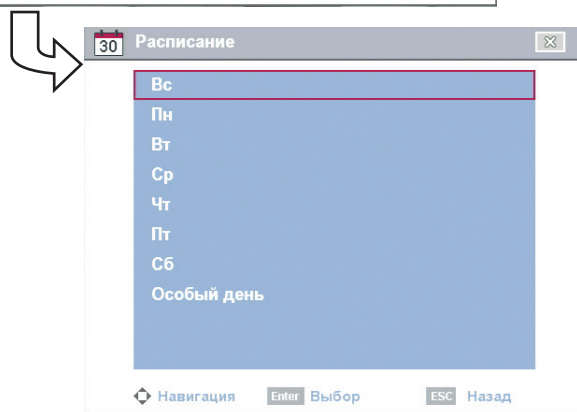 30 Расписание
Вс
Пн
Вт
Ср
Чт
Пт
Сб
Особый день
Навигация Enter Выбор ESC Назад